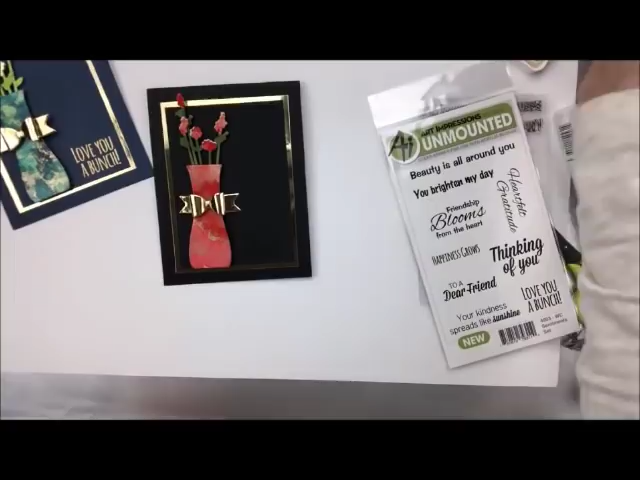 LOVE YOU
A BUNCH!
ART IMPRESSIONS
UNMOUNTED
Beauty is all around you
You brighten my day
Heartfelt
Gratitude
Friendship
Blooms
from the heart
HAPPINESS GROWS
Thinking
of you
TO A
Dear Friend
LOVE YOU
A BUNCH!
Your kindness
spreads like sunshine
NEW
Set